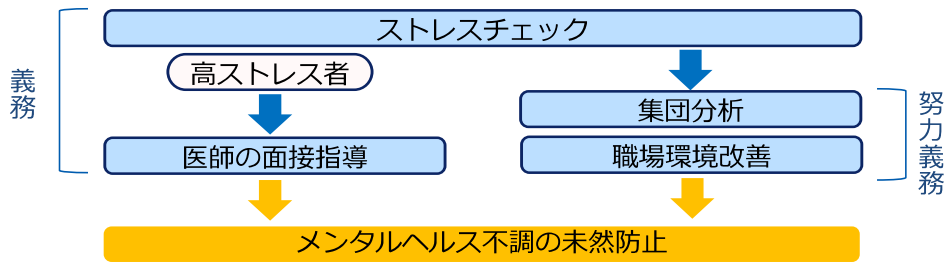 ストレスチェック
義務
高ストレス者
集団分析
努力義務
医師の面接指導
職場環境改善
メンタルヘルス不調の未然防止